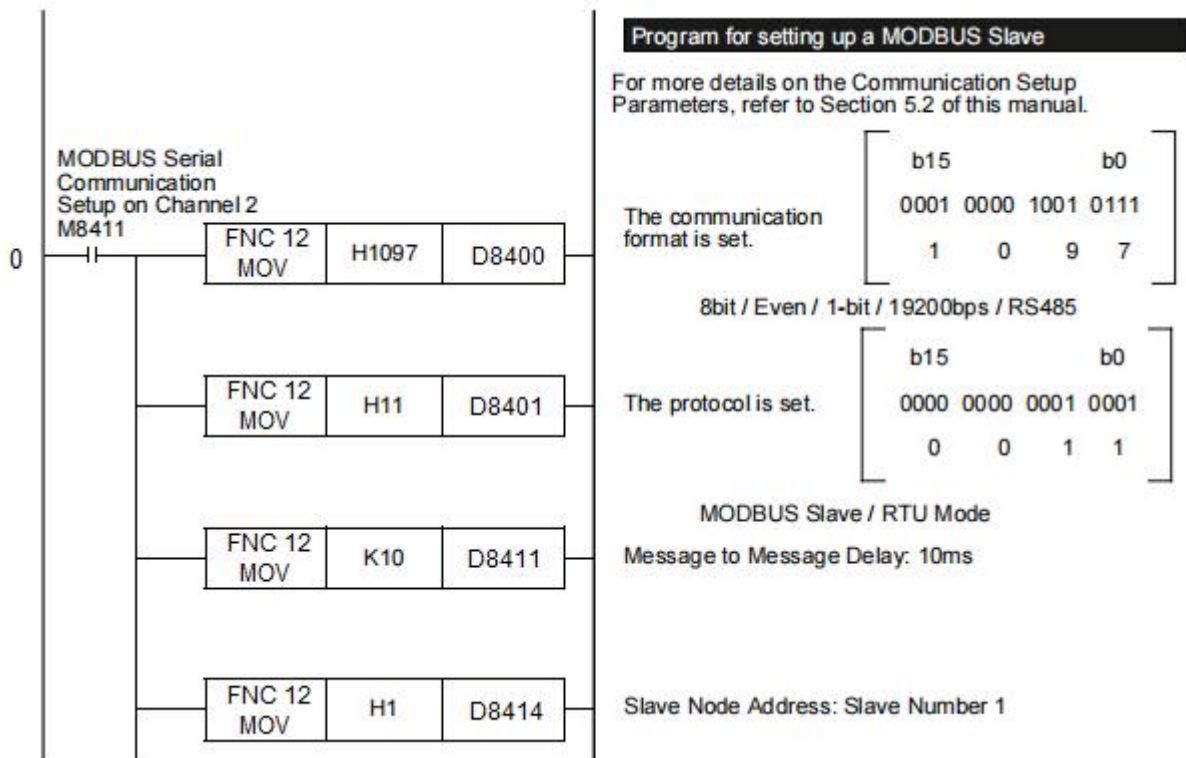 Program for setting up a MODBUS Slave
For more details on the Communication Setup
Parameters, refer to Section 5.2 of this manual.
MODBUS Serial
Communication
Setup on Channel 2
M8411
0
FNC 12
MOV
H1097
D8400
The communication
format is set.
b15 b0
0001 0000 1001 0111
1 0 9 7
8bit / Even / 1-bit / 19200bps / RS485
FNC 12
MOV
H11
D8401
The protocol is set.
b15 b0
0000 0000 0001 0001
0 0 1 1
MODBUS Slave / RTU Mode
FNC 12
MOV
K10
D8411
Message to Message Delay: 10ms
FNC 12
MOV
H1
D8414
Slave Node Address: Slave Number 1